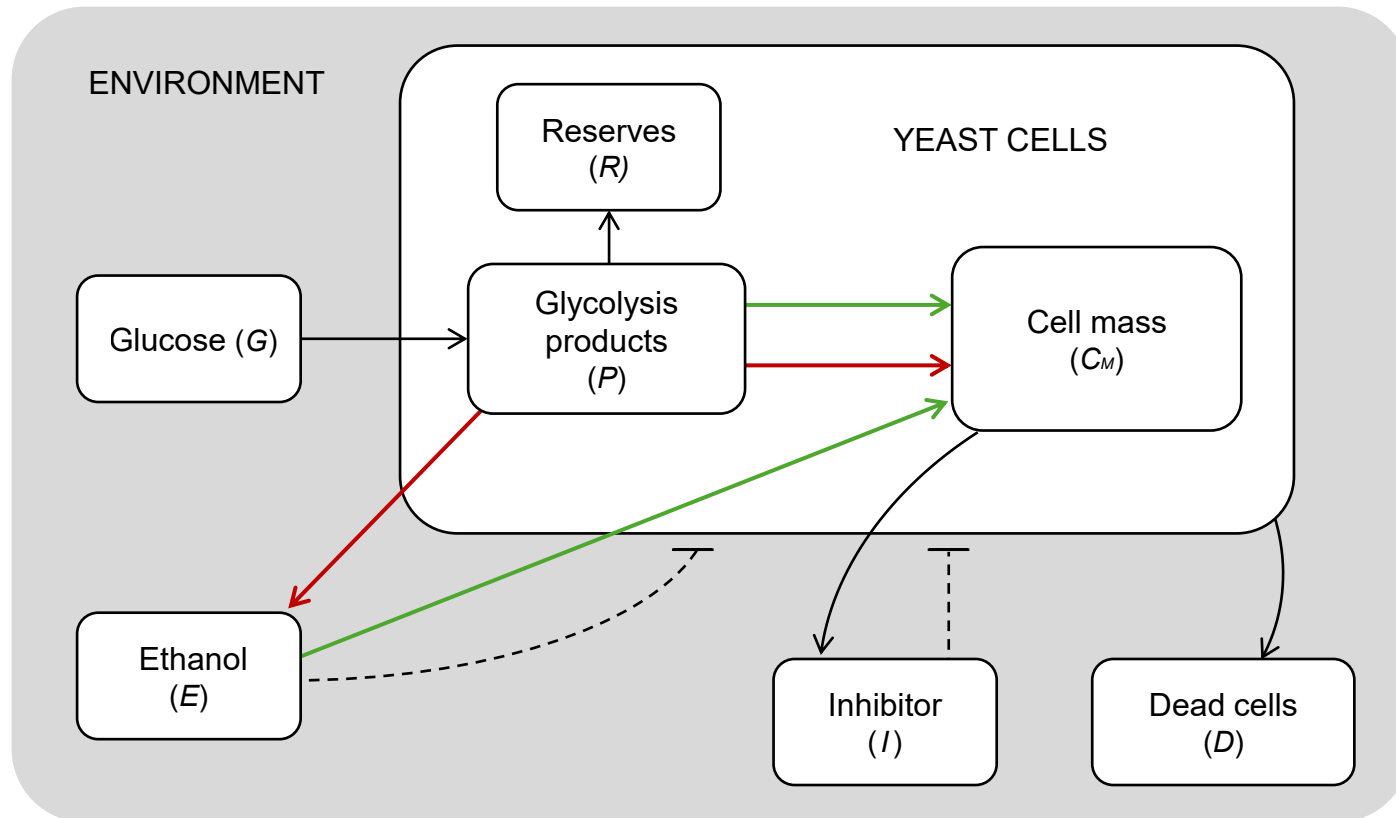 ENVIRONMENT
YEAST CELLS
Reserves
(R)
Glucose (G)
Glycolysis
products
(P)
Cell mass
(CM)
Ethanol
(E)
Inhibitor
(I)
Dead cells
(D)